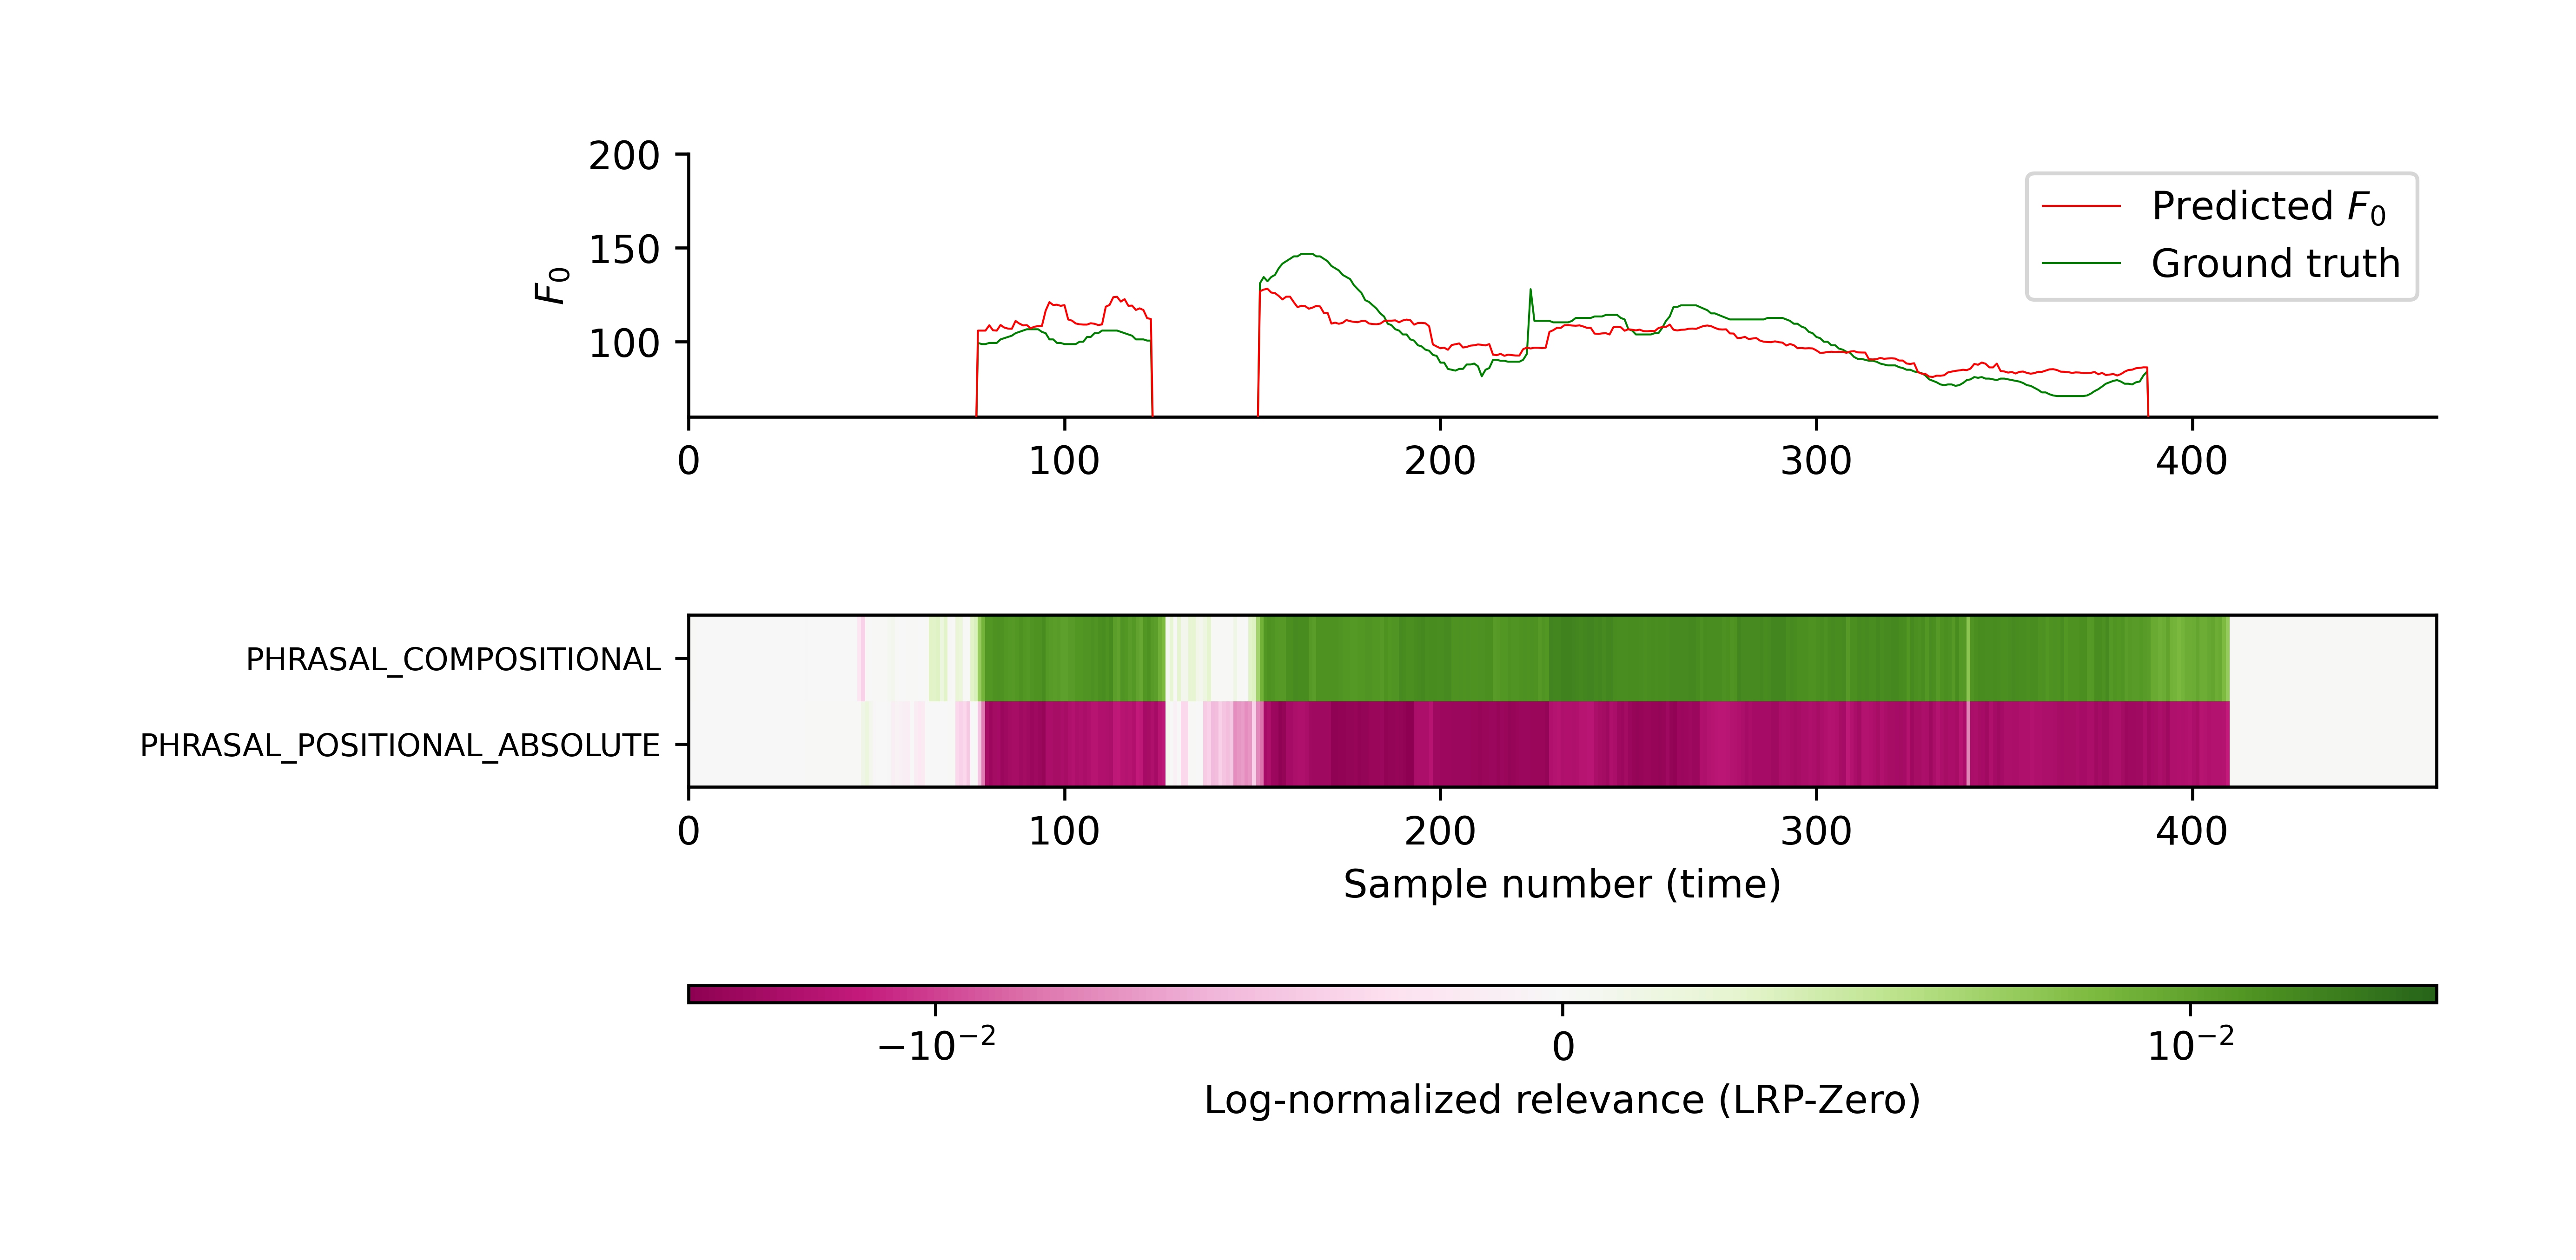 200
150
100
F₀
Predicted F₀
Ground truth
0 100 200 300 400
PHRASAL_COMPOSITIONAL
PHRASAL_POSITIONAL_ABSOLUTE
0 100 200 300 400
Sample number (time)
−10⁻² 0 10⁻²
Log-normalized relevance (LRP-Zero)